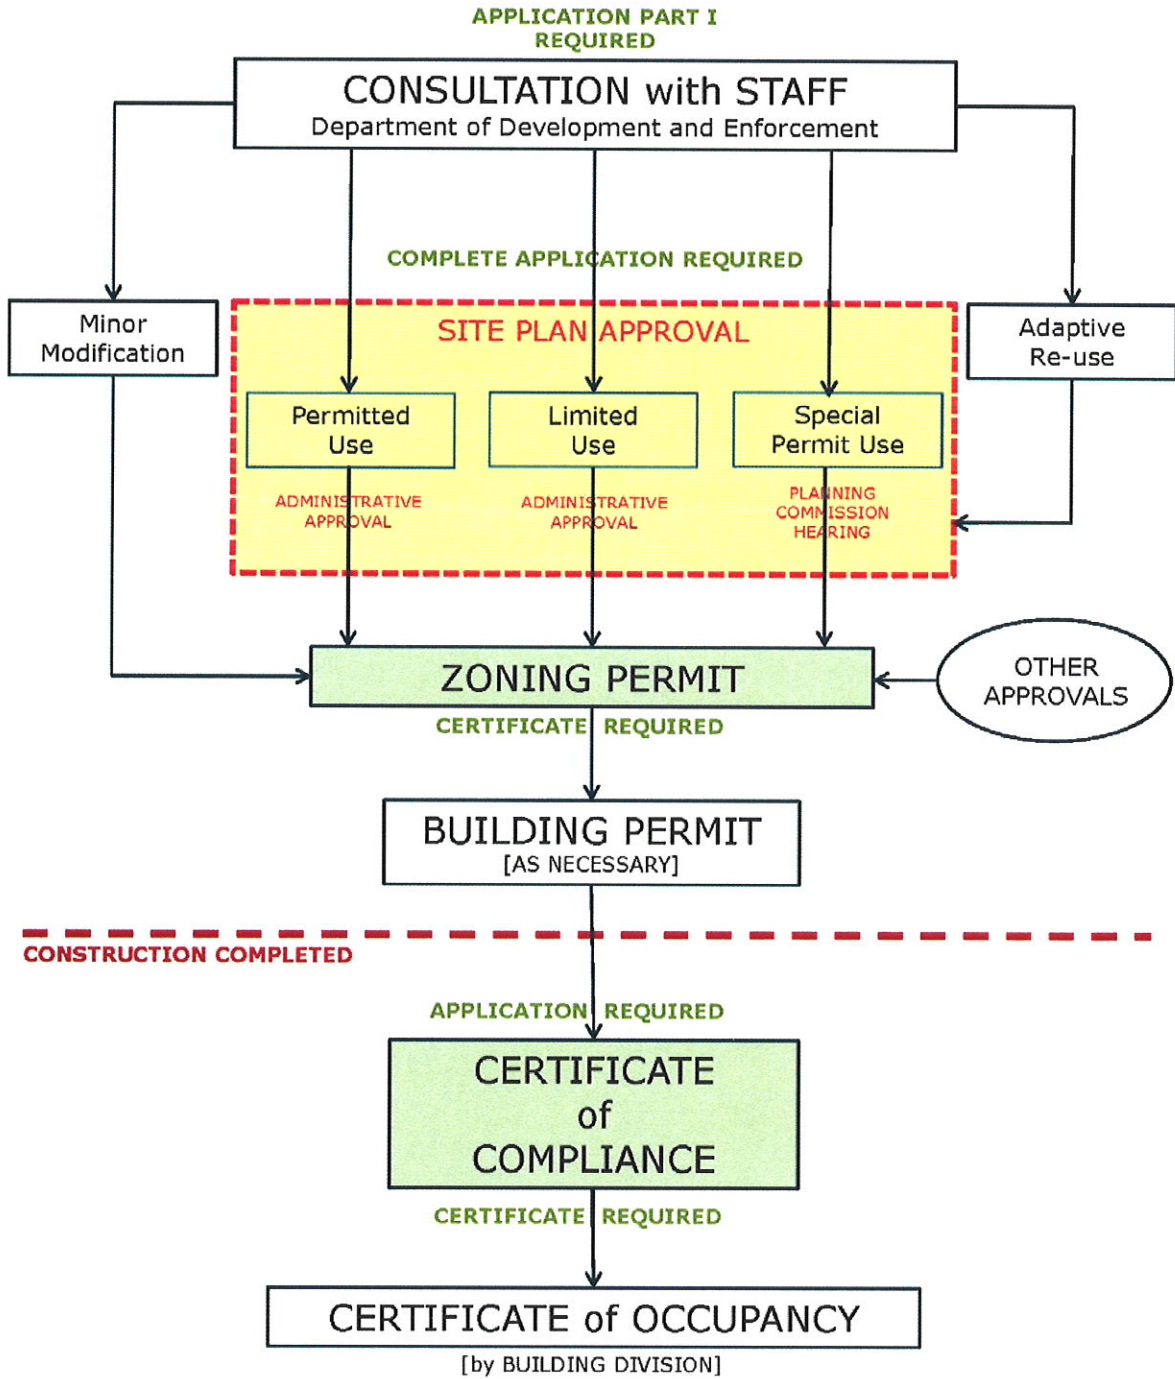 APPLICATION PART I
REQUIRED
CONSULTATION with STAFF
Department of Development and Enforcement
COMPLETE APPLICATION REQUIRED
Minor
Modification
SITE PLAN APPROVAL
Adaptive
Re-use
Permitted
Use
Limited
Use
Special
Permit Use
ADMINISTRATIVE
APPROVAL
ADMINISTRATIVE
APPROVAL
PLANNING
COMMISSION
HEARING
ZONING PERMIT
OTHER
APPROVALS
CERTIFICATE REQUIRED
BUILDING PERMIT
[AS NECESSARY]
CONSTRUCTION COMPLETED
APPLICATION REQUIRED
CERTIFICATE
of
COMPLIANCE
CERTIFICATE REQUIRED
CERTIFICATE of OCCUPANCY
[by BUILDING DIVISION]